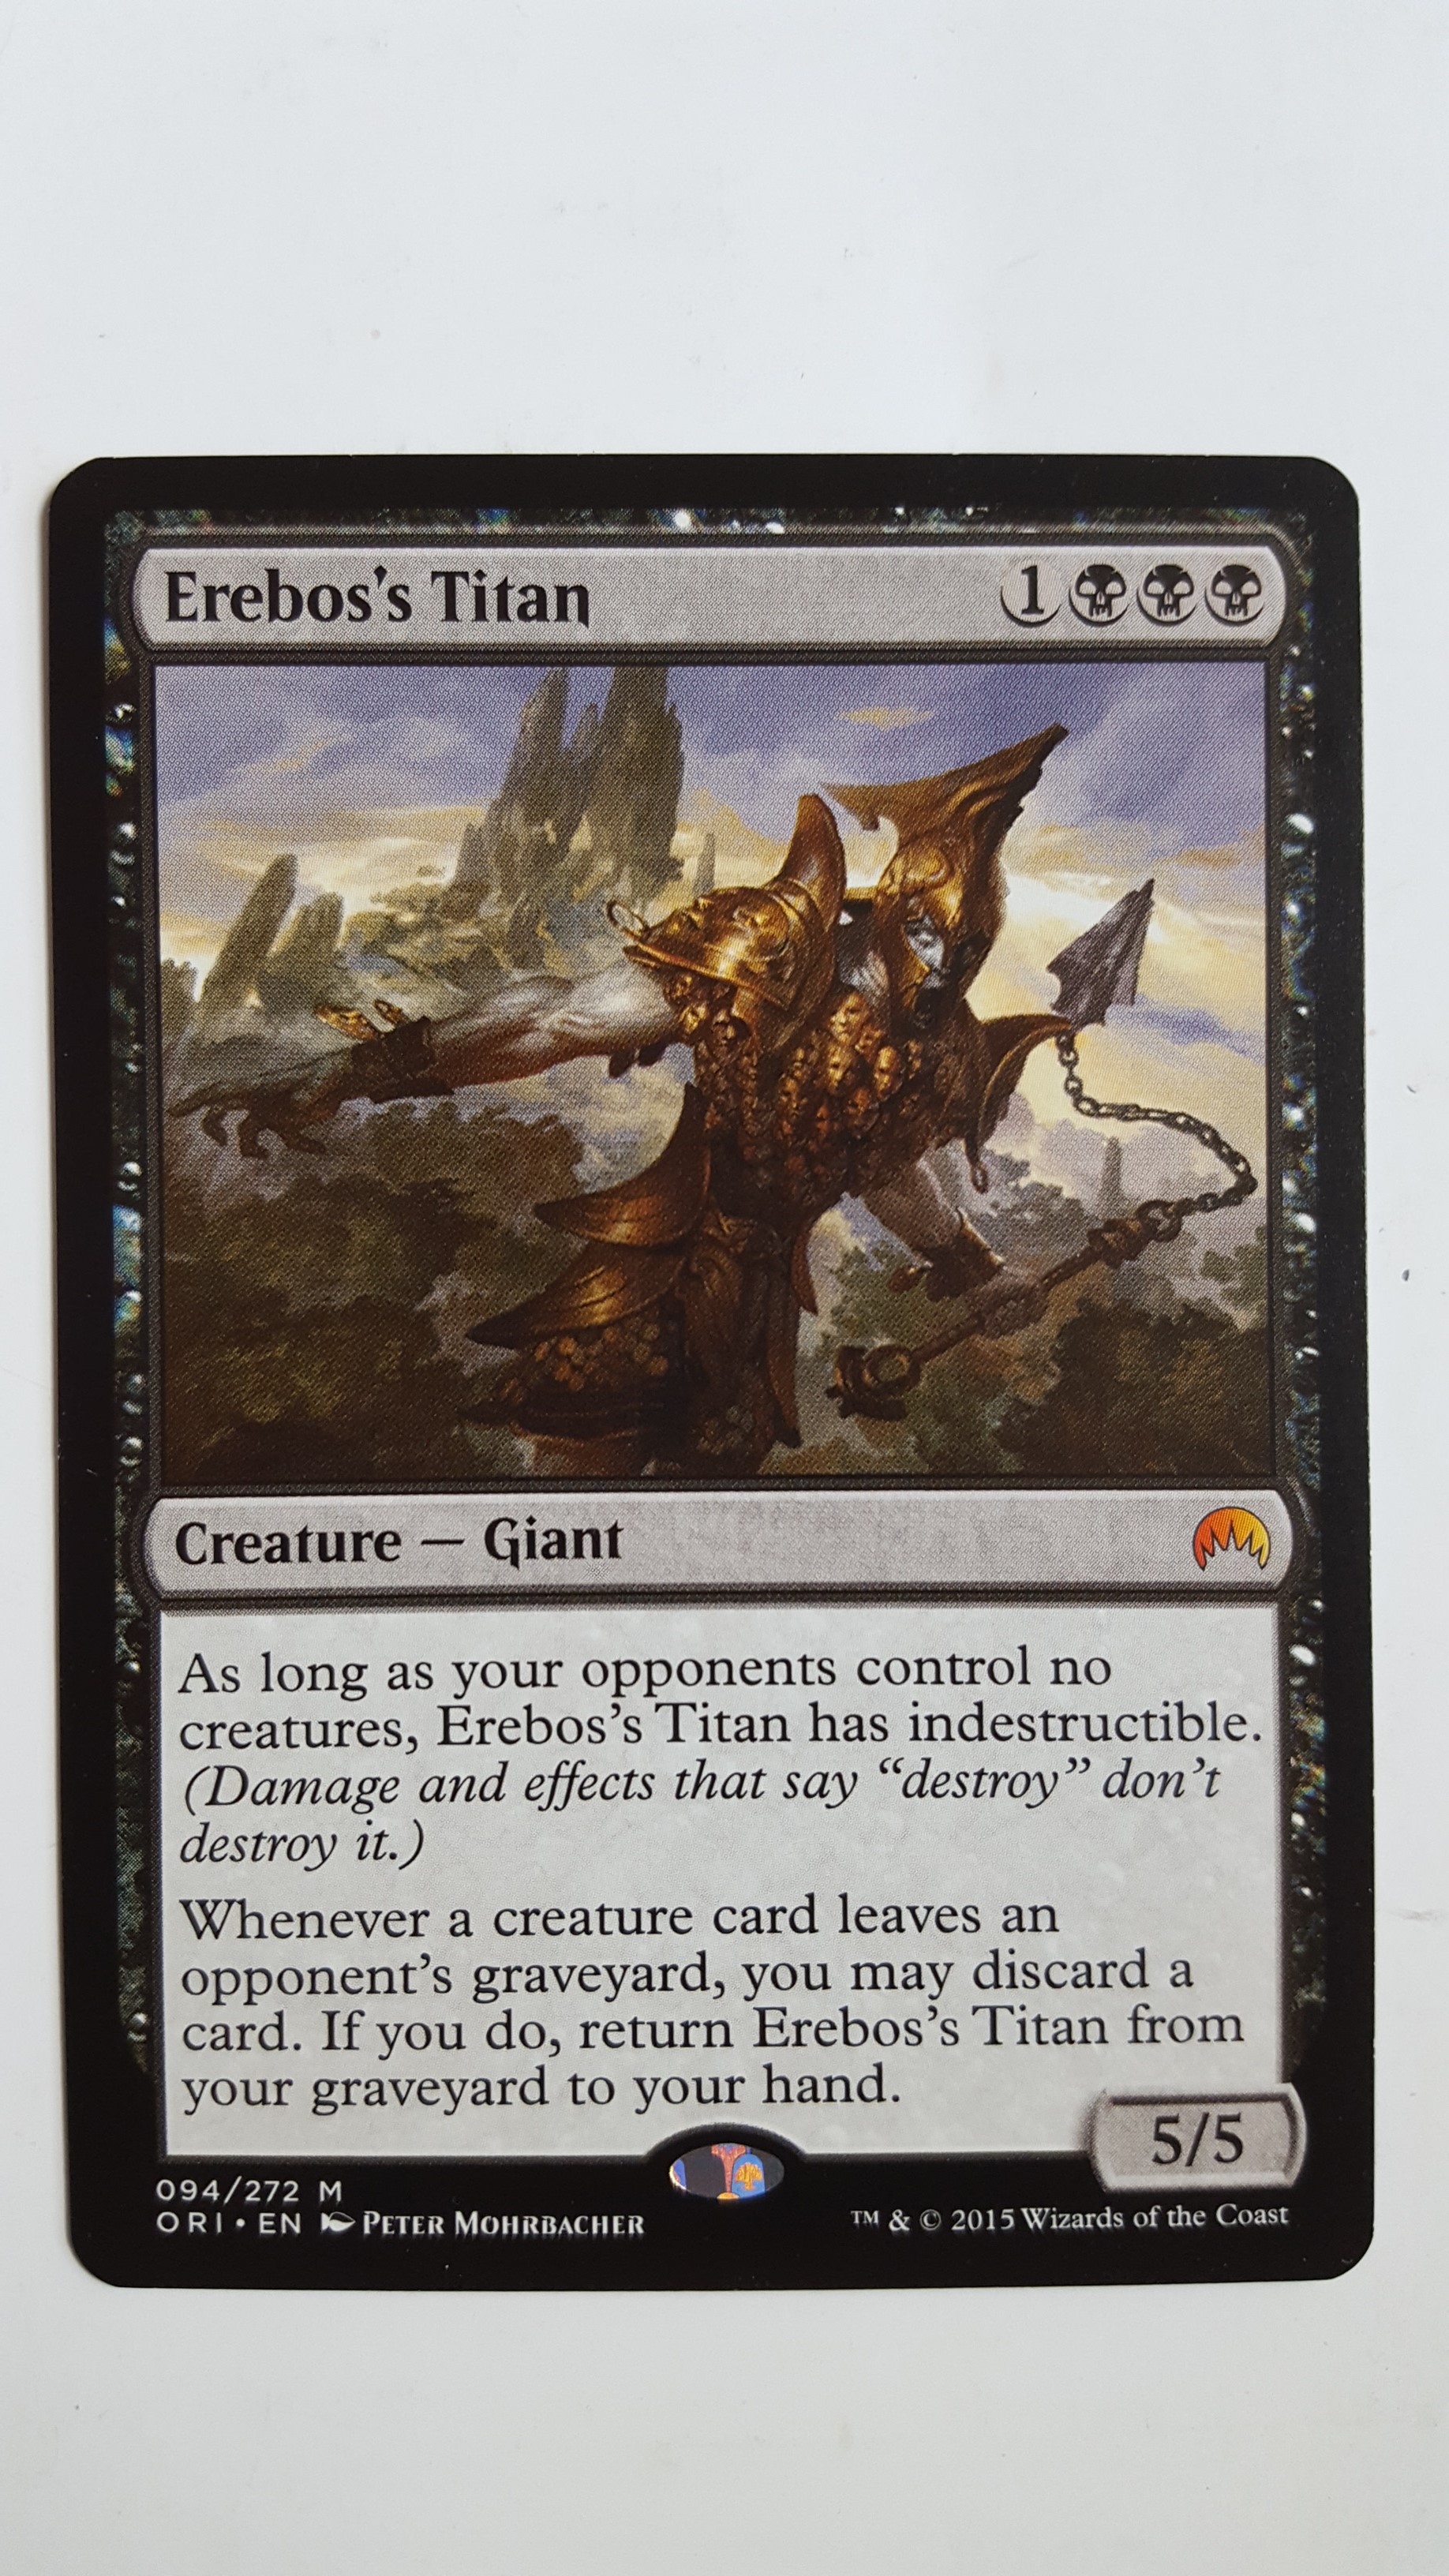 Erebos's Titan 1
Creature — Giant
As long as your opponents control no
creatures, Erebos's Titan has indestructible.
(Damage and effects that say “destroy” don't
destroy it.)
Whenever a creature card leaves an
opponent's graveyard, you may discard a
card. If you do, return Erebos's Titan from
your graveyard to your hand.
5/5
094/272 M
ORI • EN PETER MOHRBACHER
™ & © 2015 Wizards of the Coast